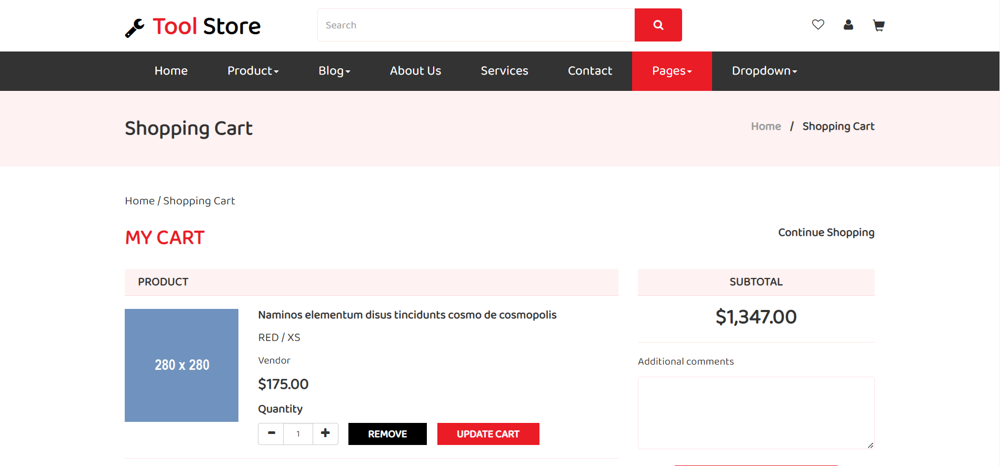 Tool Store
Search
Home Product Blog About Us Services Contact Pages Dropdown
Shopping Cart
Home / Shopping Cart
Home / Shopping Cart
MY CART
Continue Shopping
PRODUCT
280 x 280
Naminos elementum disus tincidunts cosmo de cosmopolis
RED / XS
Vendor
$175.00
Quantity
- 1 + REMOVE UPDATE CART
SUBTOTAL
$1,347.00
Additional comments